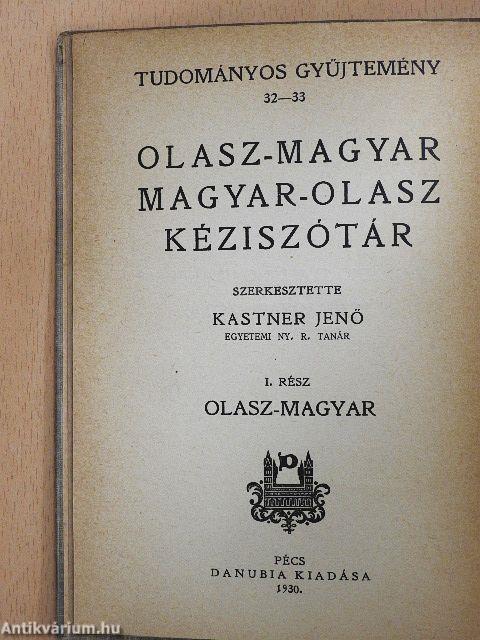 TUDOMÁNYOS GYŰJTEMÉNY
32—33
OLASZ-MAGYAR
MAGYAR-OLASZ
KÉZISZÓTÁR
SZERKESZTETTE
KASTNER JENŐ
EGYETEMI NY. R. TANÁR
I. RÉSZ
OLASZ-MAGYAR
D
PÉCS
DANUBIA KIADÁSA
1930.
Antikvárium.hu